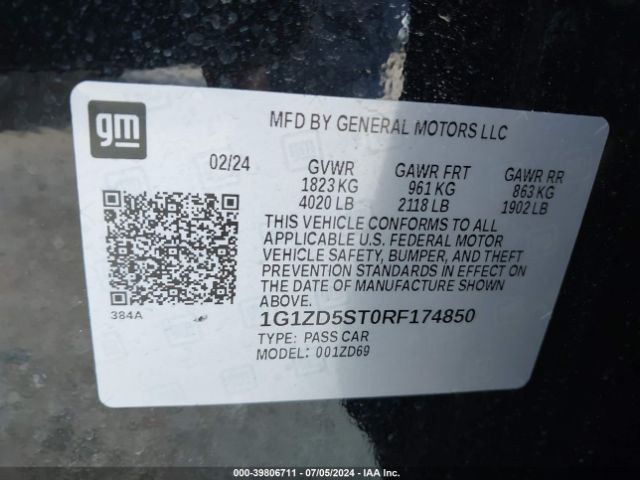 gm
MFD BY GENERAL MOTORS LLC
02/24 GVWR GAWR FRT GAWR RR
1823 KG 961 KG 863 KG
4020 LB 2118 LB 1902 LB
THIS VEHICLE CONFORMS TO ALL
APPLICABLE U.S. FEDERAL MOTOR
VEHICLE SAFETY, BUMPER, AND THEFT
PREVENTION STANDARDS IN EFFECT ON
THE DATE OF MANUFACTURE SHOWN
ABOVE.
384A
1G1ZD5ST0RF174850
TYPE: PASS CAR
MODEL: 001ZD69
000-39806711 - 07/05/2024 - IAA Inc.